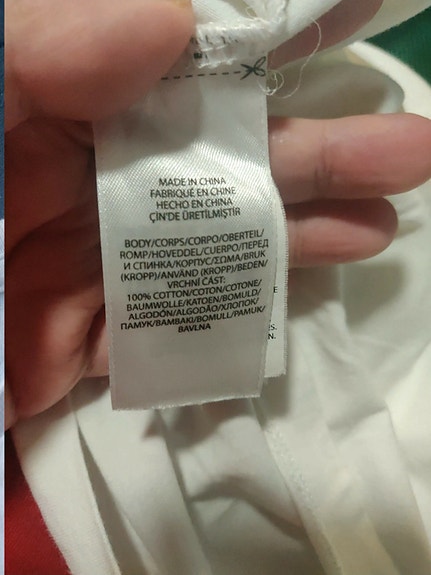 MADE IN CHINA
FABRIQUÉ EN CHINE
HECHO EN CHINA
ÇİN'DE ÜRETİLMİŞTİR
BODY/CORPS/CORPO/OBERTEIL/
ROMP/HOVEDDEL/CUERPO/ПЕРЕД
И СПИНКА/КОРПУС/ΣΩΜΑ/BRUK
(KROPP)/ANVÄND (KROPP)/BEDEN/
VRCHNÍ ČÁST:
100% COTTON/COTON/COTONE/
BAUMWOLLE/KATOEN/BOMULD/
ALGODÓN/ALGODÃO/ХЛОПОК/
ПАМУК/ΒΑΜΒΑΚΙ/BOMULL/PAMUK/
BAVLNA
E
S.
N.